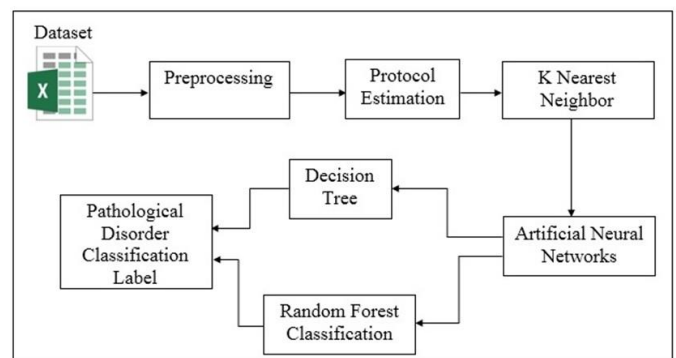 Dataset
X
Preprocessing
Protocol
Estimation
K Nearest
Neighbor
Decision
Tree
Pathological
Disorder
Classification
Label
Artificial Neural
Networks
Random Forest
Classification